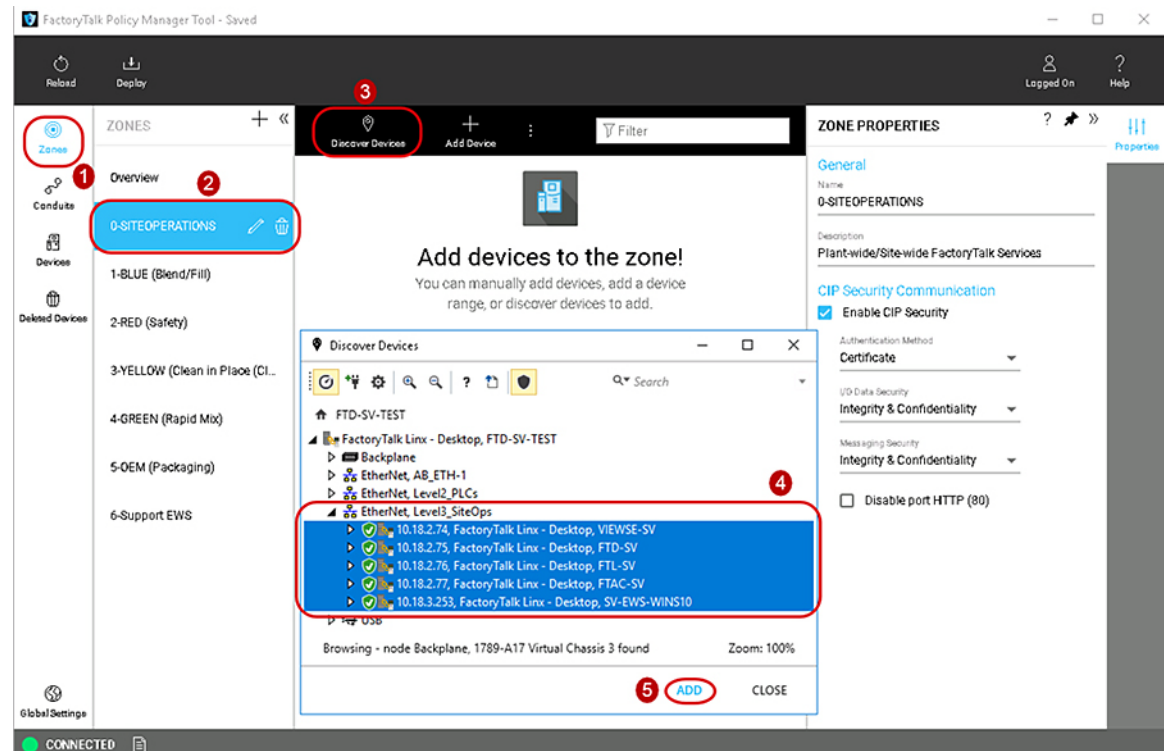 FactoryTalk Policy Manager Tool - Saved
Reload
Deploy
Logged On
Help
3
Zones
1
Conduits
Devices
Deleted Devices
Global Settings
ZONES
Overview
2
0-SITEOPERATIONS
1-BLUE (Blend/Fill)
2-RED (Safety)
3-YELLOW (Clean in Place (Cl...
4-GREEN (Rapid Mix)
5-OEM (Packaging)
6-Support EWS
Discover Devices
Add Device
Filter
Add devices to the zone!
You can manually add devices, add a device
range, or discover devices to add.
Discover Devices
Search
FTD-SV-TEST
FactoryTalk Linx - Desktop, FTD-SV-TEST
Backplane
EtherNet, AB_ETH-1
EtherNet, Level2_PLCs
4
EtherNet, Level3_SiteOps
10.18.2.74, FactoryTalk Linx - Desktop, VIEWSE-SV
10.18.2.75, FactoryTalk Linx - Desktop, FTD-SV
10.18.2.76, FactoryTalk Linx - Desktop, FTL-SV
10.18.2.77, FactoryTalk Linx - Desktop, FTAC-SV
10.18.3.253, FactoryTalk Linx - Desktop, SV-EWS-WINS10
USB
Browsing - node Backplane, 1789-A17 Virtual Chassis 3 found
Zoom: 100%
5
ADD
CLOSE
ZONE PROPERTIES
?
Properties
General
Name
0-SITEOPERATIONS
Description
Plant-wide/Site-wide FactoryTalk Services
CIP Security Communication
Enable CIP Security
Authentication Method
Certificate
I/O Data Security
Integrity & Confidentiality
Messaging Security
Integrity & Confidentiality
Disable port HTTP (80)
CONNECTED